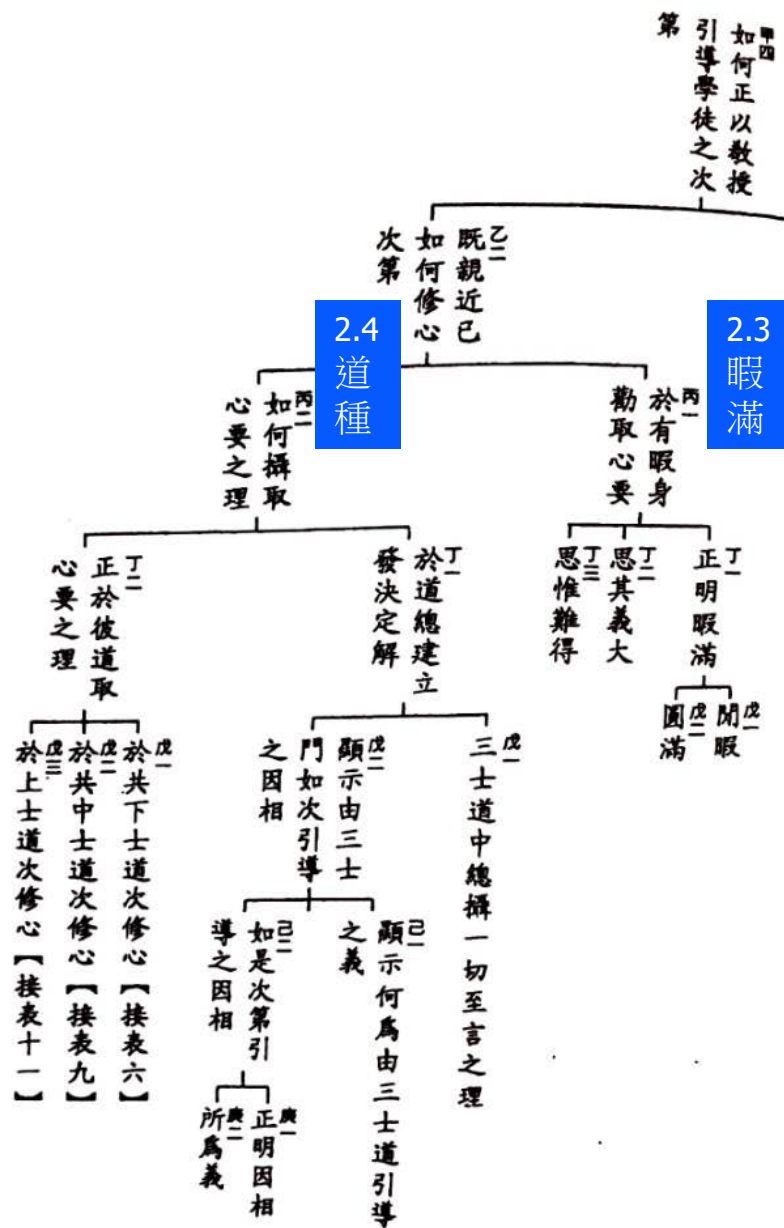 甲四
如何正以教授
引導學徒之次
第
乙二
既親近已
如何修心
次第
2.3
暇
滿
丙一
於有暇身
勸取心要
丁一
正明暇滿
戊一
閒暇
戊二
圓滿
丁二
思其義大
丁三
思惟難得
2.4
道
種
丙二
如何攝取
心要之理
丁一
於道總建立
發決定解
戊一
三士道中總攝一切至言之理
戊二
顯示由三士
門如次引導
之因相
己一
顯示何為由三士道引導
之義
己二
如是次第引
導之因相
庚一
正明因相
庚二
所為義
丁二
正於彼道取
心要之理
戊一
於共下士道次修心【接表六】
戊二
於共中士道次修心【接表九】
戊三
於上士道次修心【接表十一】